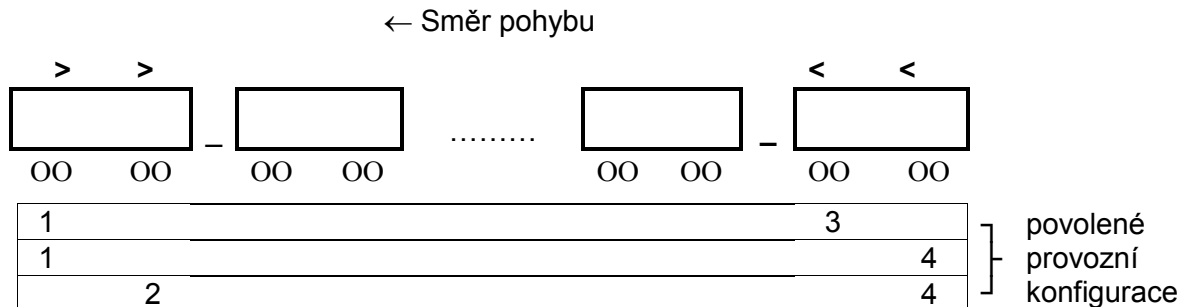 ← Směr pohybu
> > < <
– ……… –
OO OO OO OO OO OO OO OO
1 3 povolené
1 4 provozní
2 4 konfigurace